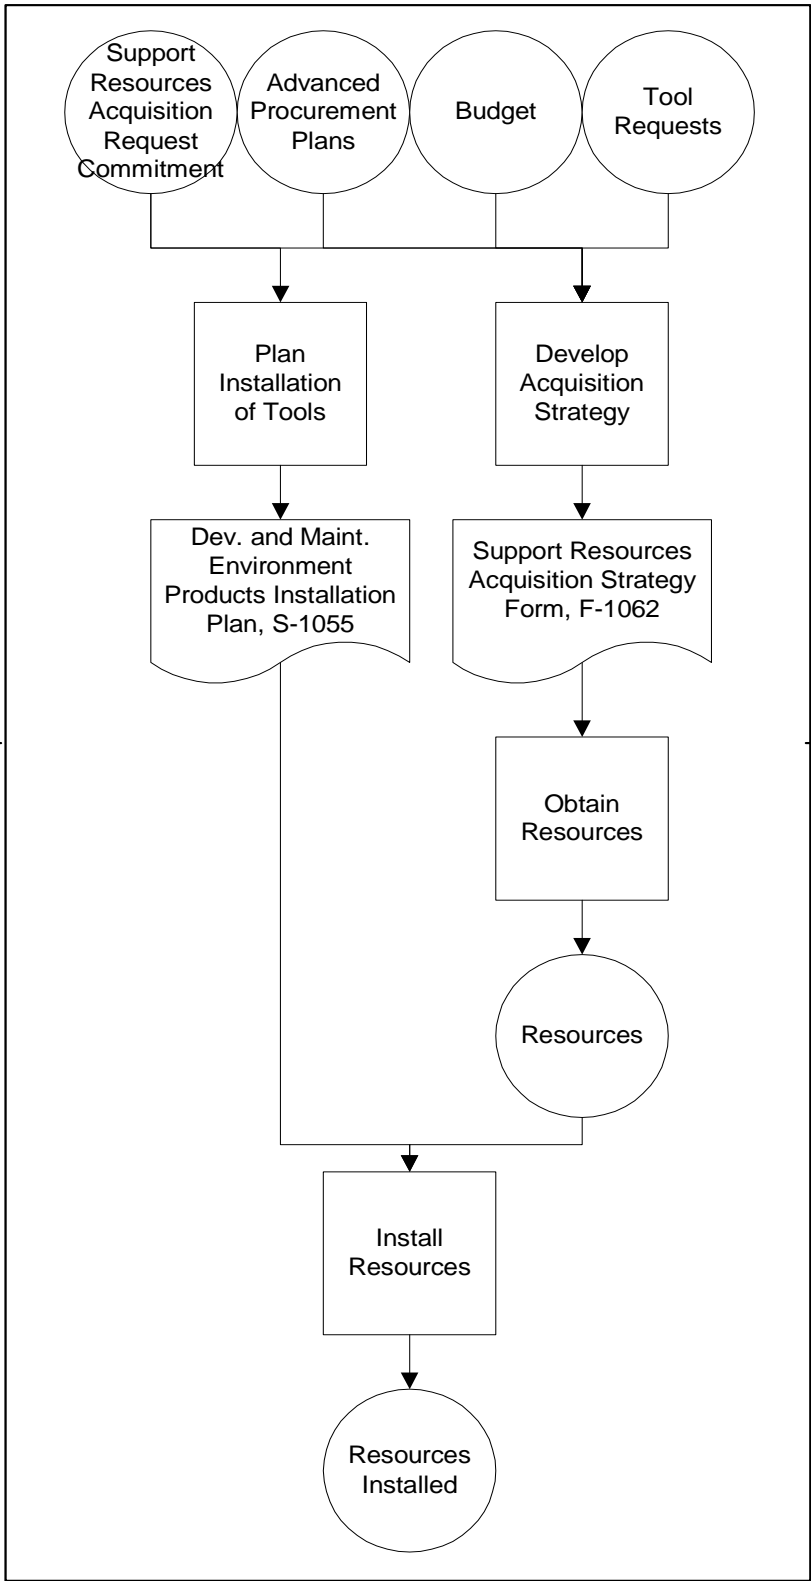 Support
Resources
Acquisition
Request
Commitment
Advanced
Procurement
Plans
Budget
Tool
Requests
Plan
Installation
of Tools
Develop
Acquisition
Strategy
Dev. and Maint.
Environment
Products Installation
Plan, S-1055
Support Resources
Acquisition Strategy
Form, F-1062
Obtain
Resources
Resources
Install
Resources
Resources
Installed